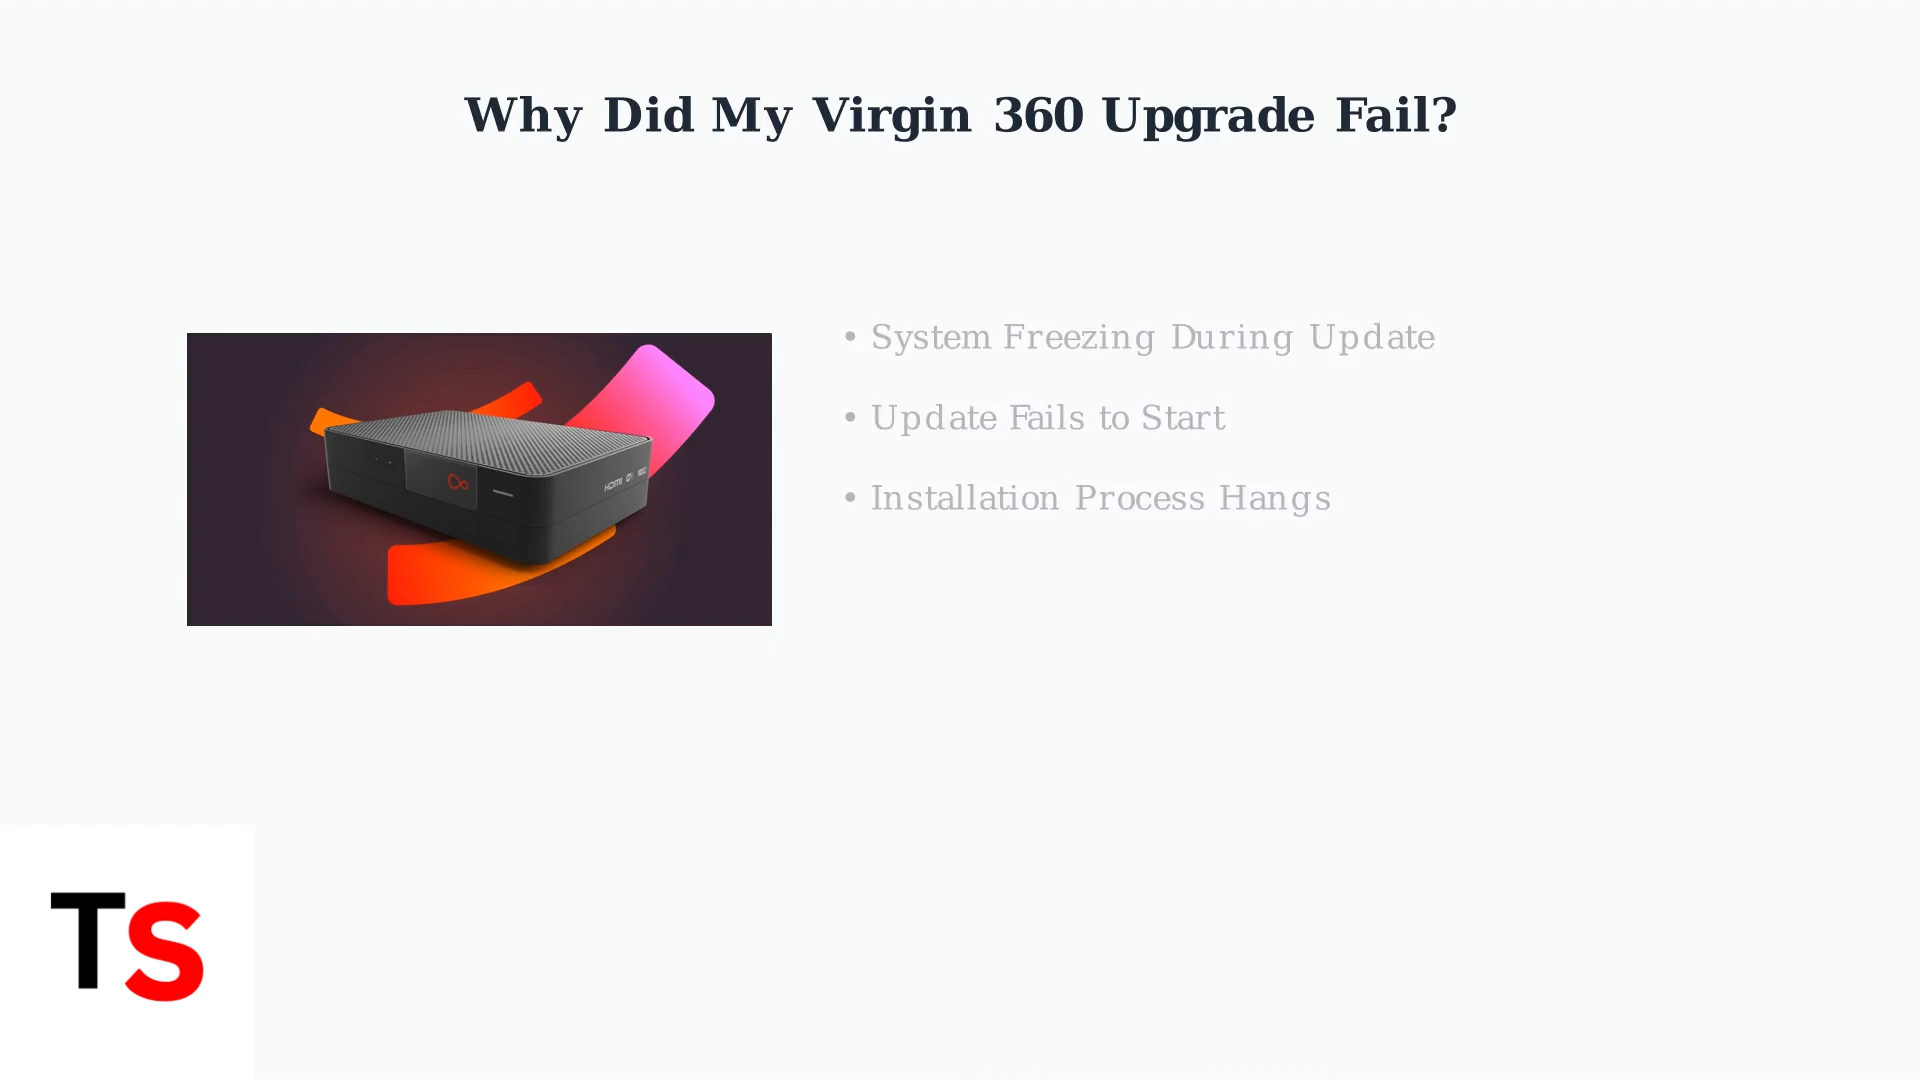 Why Did My Virgin 360 Upgrade Fail?
• System Freezing During Update
• Update Fails to Start
• Installation Process Hangs
HDMI
TS